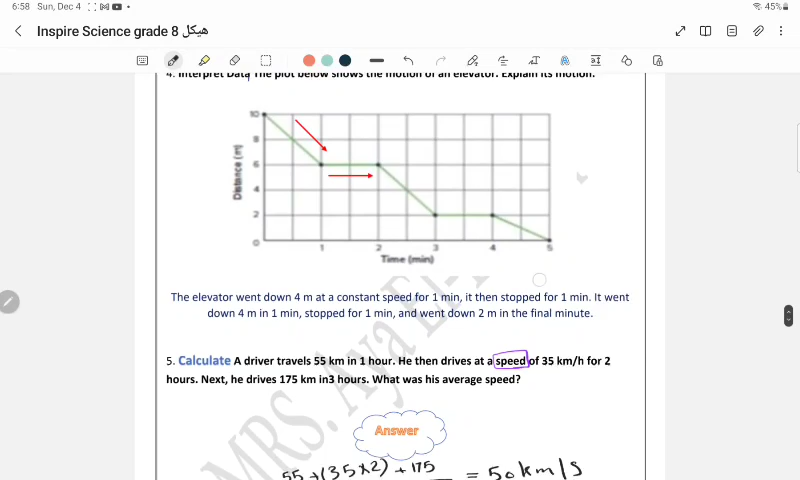 6:58 Sun, Dec 4
45%
Inspire Science grade 8 هيكل
4. Interpret Data The plot below shows the motion of an elevator. Explain its motion.
10
8
6
4
2
0
Distance (m)
1 2 3 4 5
Time (min)
The elevator went down 4 m at a constant speed for 1 min, it then stopped for 1 min. It went
down 4 m in 1 min, stopped for 1 min, and went down 2 m in the final minute.
5. Calculate A driver travels 55 km in 1 hour. He then drives at a speed of 35 km/h for 2
hours. Next, he drives 175 km in3 hours. What was his average speed?
Answer
55+(35x2)+175 = 50km/s
MRS. Aya